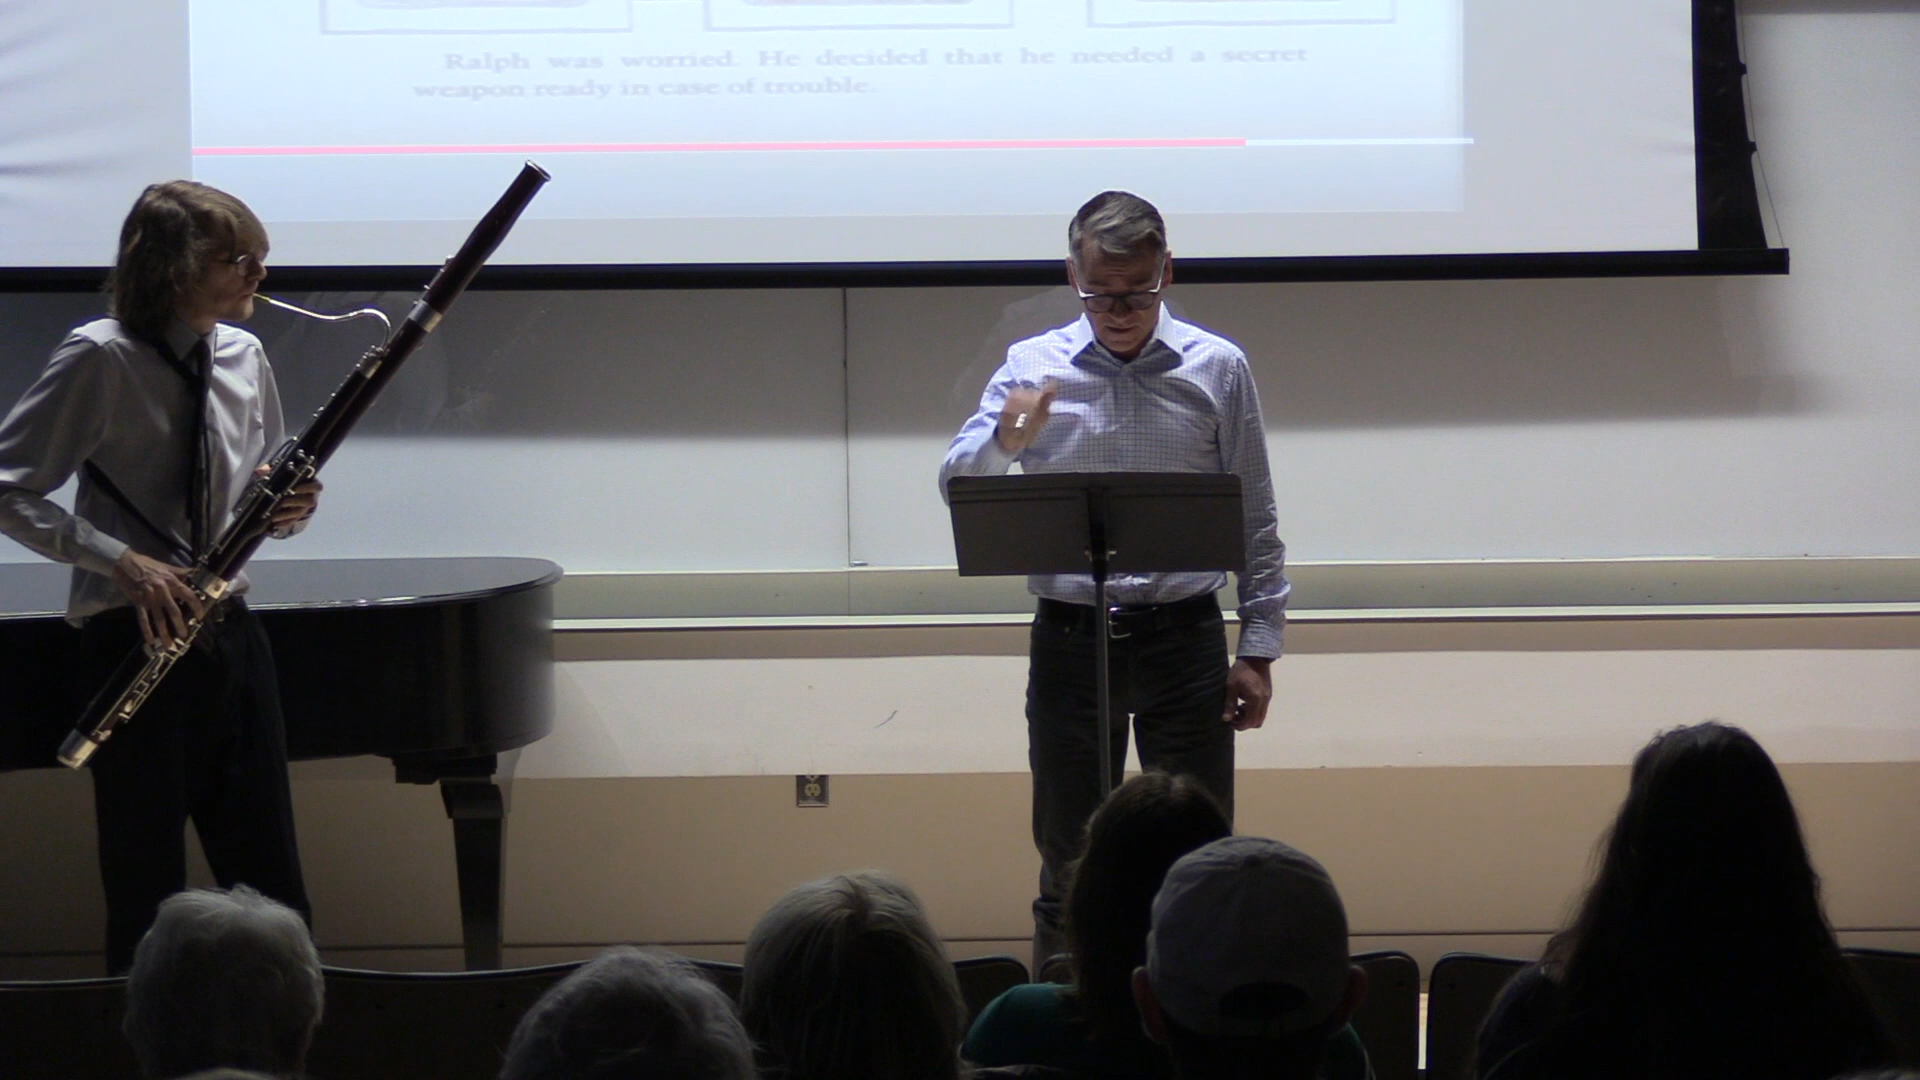 Ralph was worried. He decided that he needed a secret
weapon ready in case of trouble.